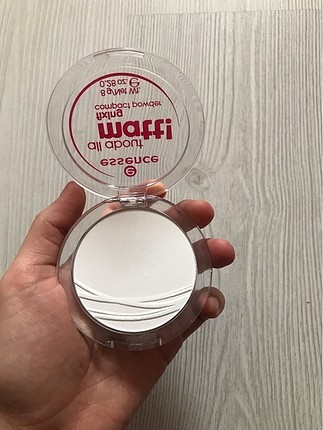 e
essence
all about
matt!
fixing
compact powder
8 g/Net Wt.
0.28 oz. e